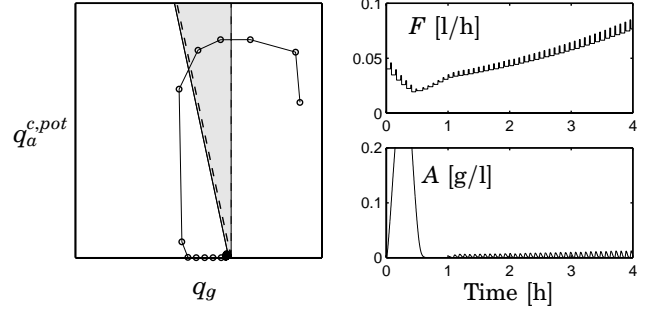 q_a^{c,pot}
q_g
F [l/h]
0.1
0.05
0
0 1 2 3 4
A [g/l]
0.2
0.1
0
0 1 2 3 4
Time [h]